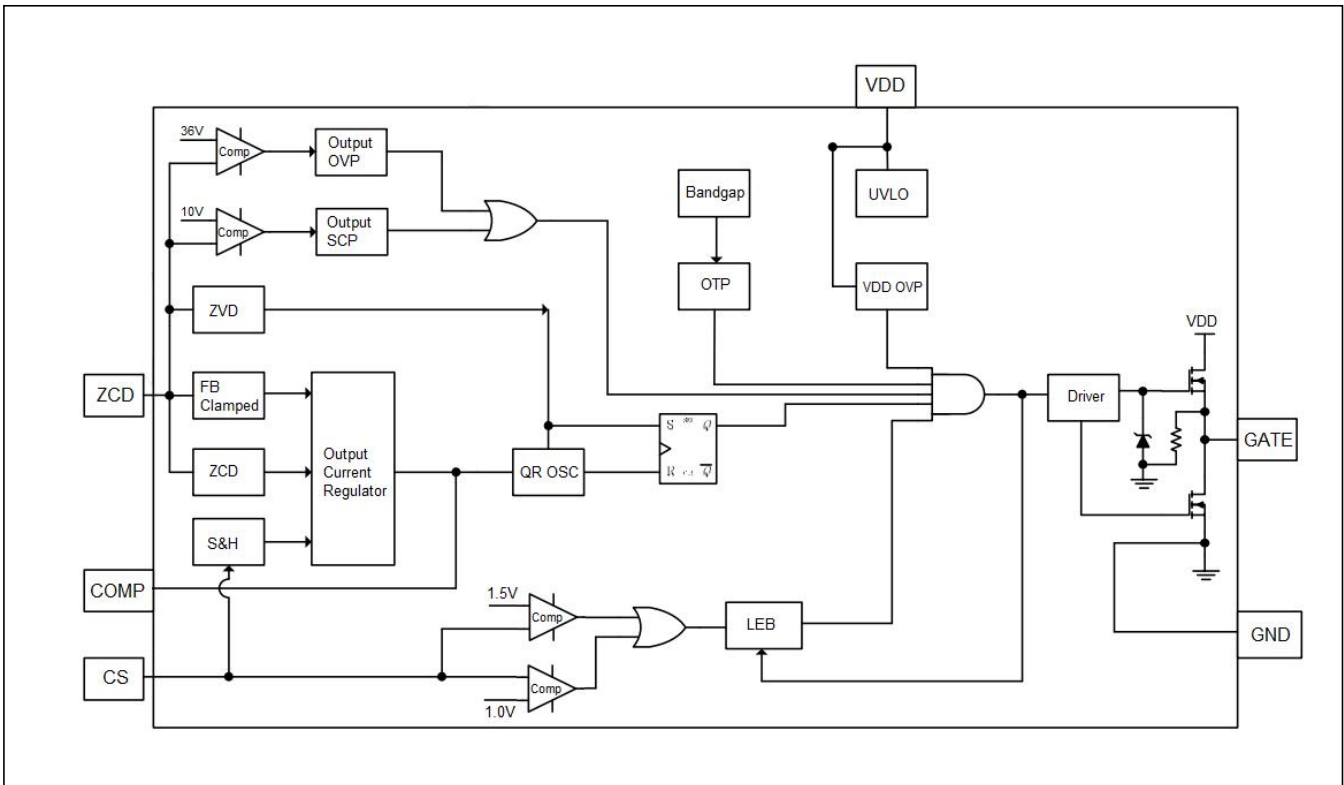 VDD
36V
Comp
Output
OVP
10V
Comp
Output
SCP
Bandgap
UVLO
OTP
VDD OVP
ZVD
VDD
ZCD
FB
Clamped
Driver
GATE
ZCD
Output
Current
Regulator
QR OSC
S
Q
R
Q
S&H
COMP
1.5V
Comp
LEB
GND
CS
Comp
1.0V